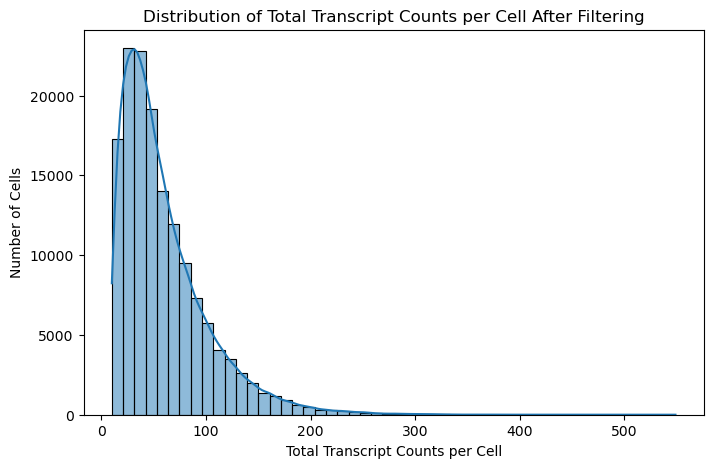 Distribution of Total Transcript Counts per Cell After Filtering
Number of Cells
20000
15000
10000
5000
0
0 100 200 300 400 500
Total Transcript Counts per Cell